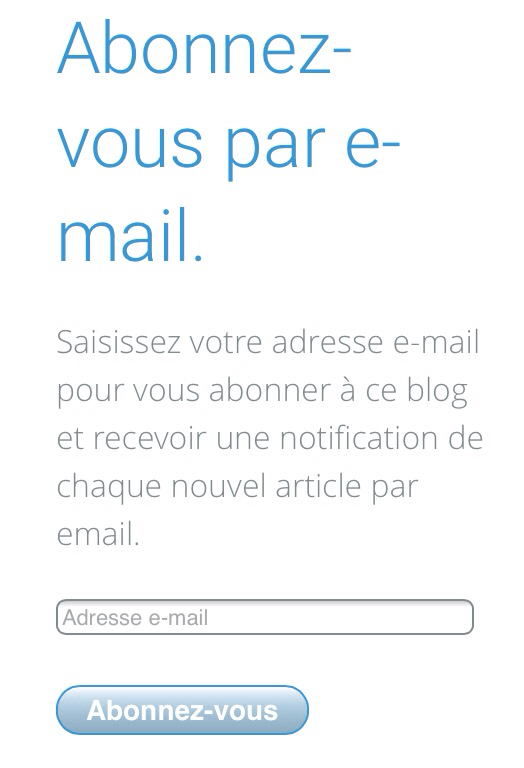 Abonnez-
vous par e-
mail.
Saisissez votre adresse e-mail
pour vous abonner à ce blog
et recevoir une notification de
chaque nouvel article par
email.
Adresse e-mail
Abonnez-vous